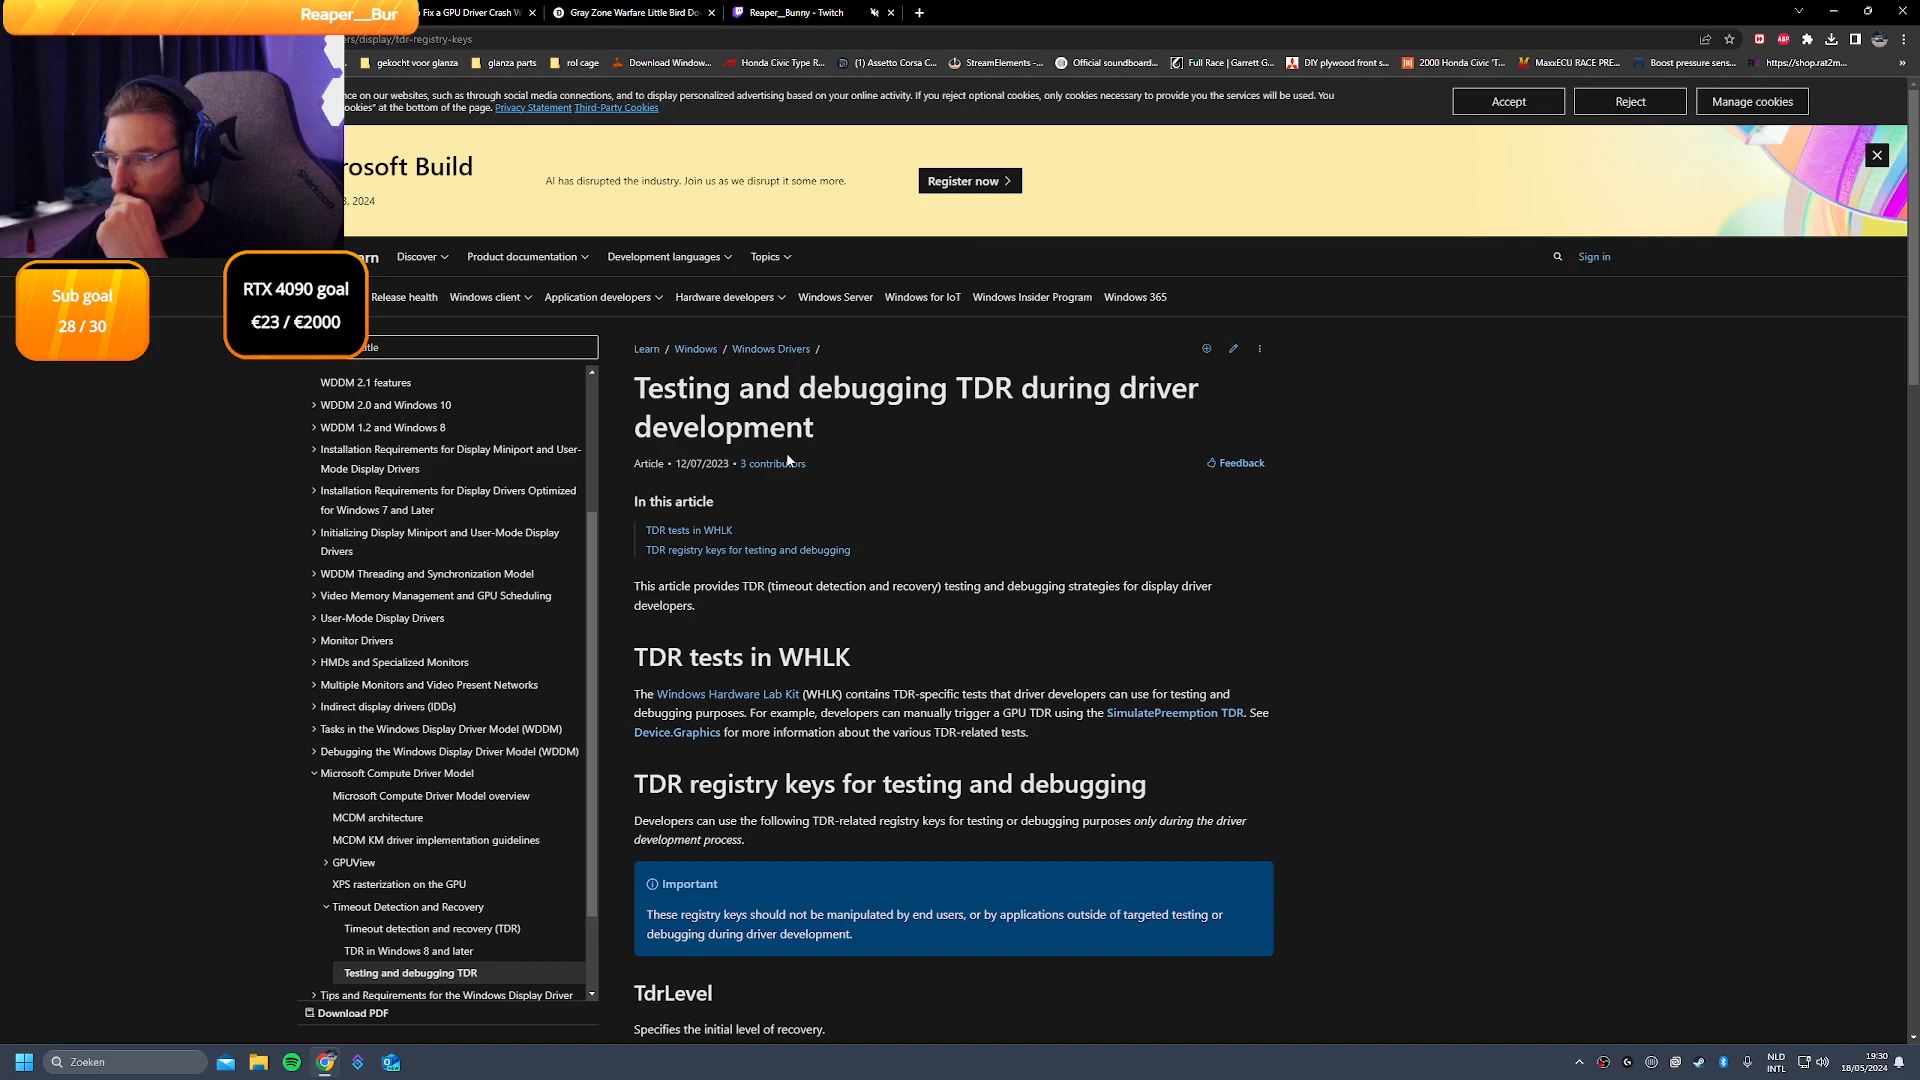 Reaper__Bur
Fix a GPU Driver Crash W
Gray Zone Warfare Little Bird Do
Reaper__Bunny - Twitch
ers/display/tdr-registry-keys
gekocht voor glanza
glanza parts
rol cage
Download Window...
Honda Civic Type R...
(1) Assetto Corsa C...
StreamElements -...
Official soundboard...
Full Race | Garrett G...
DIY plywood front s...
2000 Honda Civic 'T...
MaxxECU RACE PRE...
Boost pressure sens...
https://shop.rat2m...
nce on our websites, such as through social media connections, and to display personalized advertising based on your online activity. If you reject optional cookies, only cookies necessary to provide you the services will be used. You
ookies" at the bottom of the page. Privacy Statement Third-Party Cookies
Accept
Reject
Manage cookies
rosoft Build
AI has disrupted the industry. Join us as we disrupt it some more.
Register now
3, 2024
arn
Discover
Product documentation
Development languages
Topics
Sign in
Release health
Windows client
Application developers
Hardware developers
Windows Server
Windows for IoT
Windows Insider Program
Windows 365
Sub goal
28 / 30
RTX 4090 goal
€23 / €2000
title
WDDM 2.1 features
WDDM 2.0 and Windows 10
WDDM 1.2 and Windows 8
Installation Requirements for Display Miniport and User-
Mode Display Drivers
Installation Requirements for Display Drivers Optimized
for Windows 7 and Later
Initializing Display Miniport and User-Mode Display
Drivers
WDDM Threading and Synchronization Model
Video Memory Management and GPU Scheduling
User-Mode Display Drivers
Monitor Drivers
HMDs and Specialized Monitors
Multiple Monitors and Video Present Networks
Indirect display drivers (IDDs)
Tasks in the Windows Display Driver Model (WDDM)
Debugging the Windows Display Driver Model (WDDM)
Microsoft Compute Driver Model
Microsoft Compute Driver Model overview
MCDM architecture
MCDM KM driver implementation guidelines
GPUView
XPS rasterization on the GPU
Timeout Detection and Recovery
Timeout detection and recovery (TDR)
TDR in Windows 8 and later
Testing and debugging TDR
Tips and Requirements for the Windows Display Driver
Download PDF
Learn / Windows / Windows Drivers /
Testing and debugging TDR during driver
development
Article • 12/07/2023 • 3 contributors
Feedback
In this article
TDR tests in WHLK
TDR registry keys for testing and debugging
This article provides TDR (timeout detection and recovery) testing and debugging strategies for display driver
developers.
TDR tests in WHLK
The Windows Hardware Lab Kit (WHLK) contains TDR-specific tests that driver developers can use for testing and
debugging purposes. For example, developers can manually trigger a GPU TDR using the SimulatePreemption TDR. See
Device.Graphics for more information about the various TDR-related tests.
TDR registry keys for testing and debugging
Developers can use the following TDR-related registry keys for testing or debugging purposes only during the driver
development process.
Important
These registry keys should not be manipulated by end users, or by applications outside of targeted testing or
debugging during driver development.
TdrLevel
Specifies the initial level of recovery.
Zoeken
NLD
INTL
19:30
18/05/2024